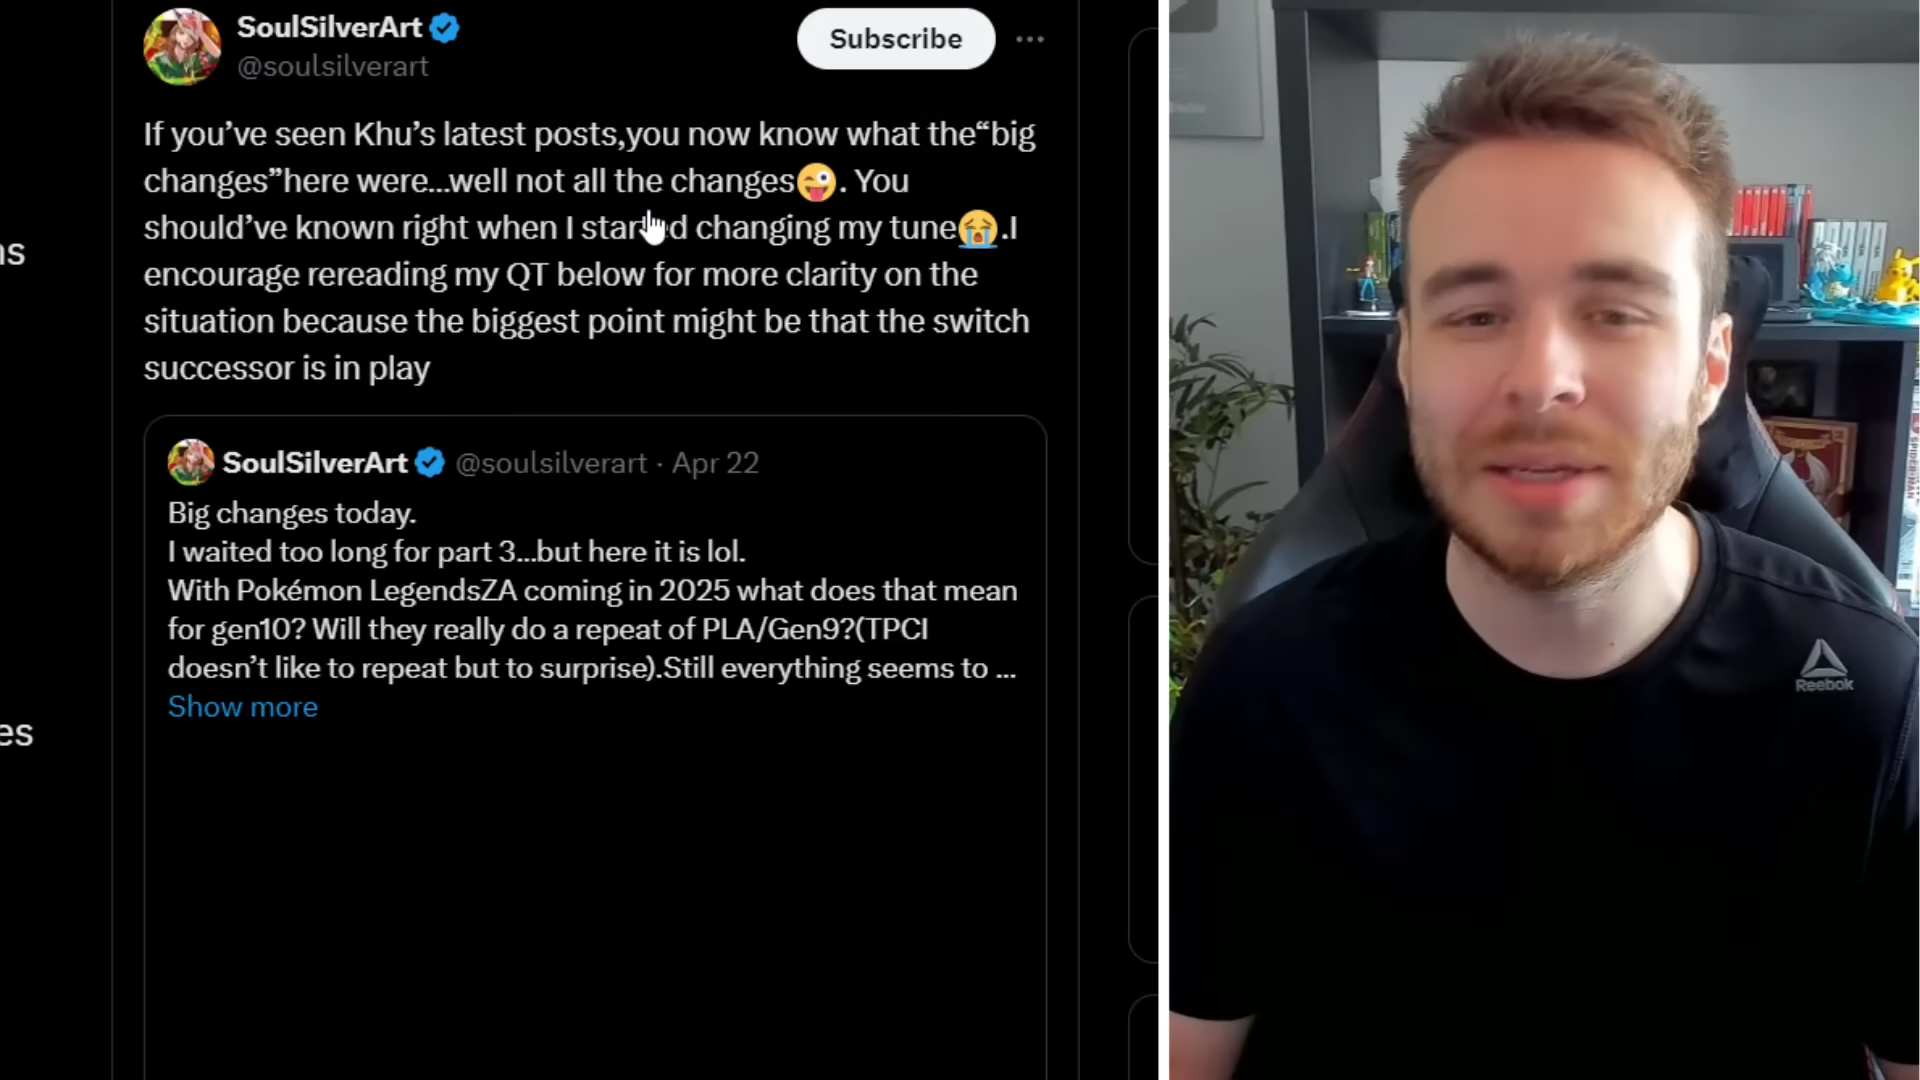 SoulSilverArt
@soulsilverart
Subscribe
If you’ve seen Khu’s latest posts,you now know what the“big
changes”here were...well not all the changes😜. You
should’ve known right when I started changing my tune😭.I
encourage rereading my QT below for more clarity on the
situation because the biggest point might be that the switch
successor is in play
SoulSilverArt @soulsilverart · Apr 22
Big changes today.
I waited too long for part 3...but here it is lol.
With Pokémon LegendsZA coming in 2025 what does that mean
for gen10? Will they really do a repeat of PLA/Gen9?(TPCI
doesn’t like to repeat but to surprise).Still everything seems to ...
Show more
ns
es
Reebok
SPIDER-MAN